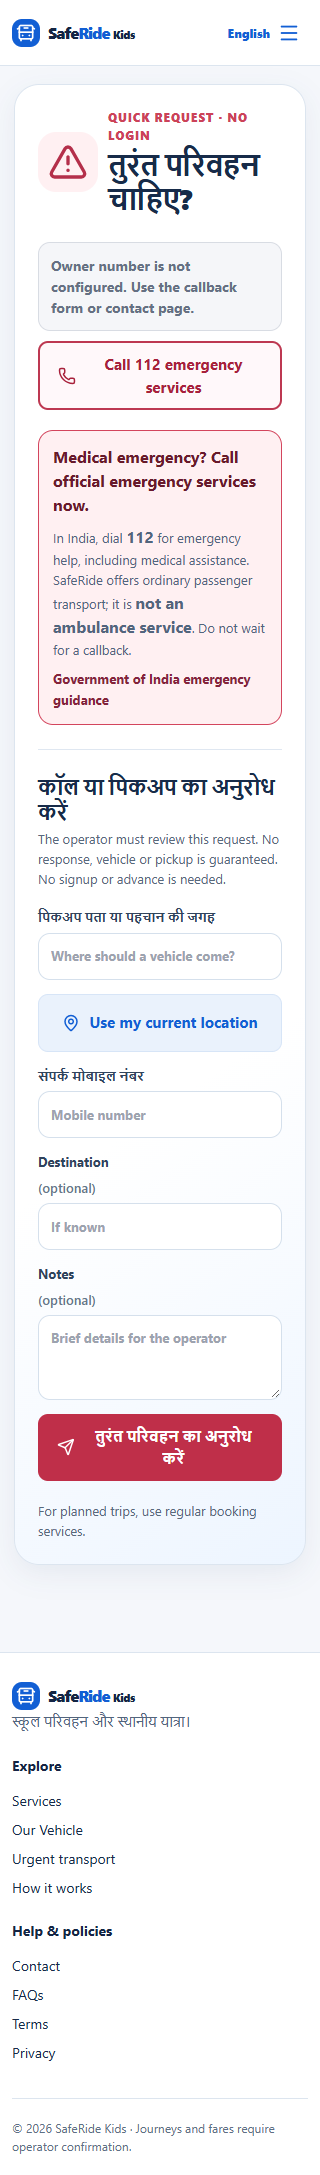 SafeRide Kids
English
QUICK REQUEST · NO
LOGIN
तुरंत परिवहन
चाहिए?
Owner number is not
configured. Use the callback
form or contact page.
Call 112 emergency
services
Medical emergency? Call
official emergency services
now.
In India, dial 112 for emergency
help, including medical assistance.
SafeRide offers ordinary passenger
transport; it is not an
ambulance service. Do not wait
for a callback.
Government of India emergency
guidance
कॉल या पिकअप का अनुरोध
करें
The operator must review this request. No
response, vehicle or pickup is guaranteed.
No signup or advance is needed.
पिकअप पता या पहचान की जगह
Where should a vehicle come?
Use my current location
संपर्क मोबाइल नंबर
Mobile number
Destination
(optional)
If known
Notes
(optional)
Brief details for the operator
तुरंत परिवहन का अनुरोध
करें
For planned trips, use regular booking
services.
SafeRide Kids
स्कूल परिवहन और स्थानीय यात्रा।
Explore
Services
Our Vehicle
Urgent transport
How it works
Help & policies
Contact
FAQs
Terms
Privacy
© 2026 SafeRide Kids · Journeys and fares require
operator confirmation.